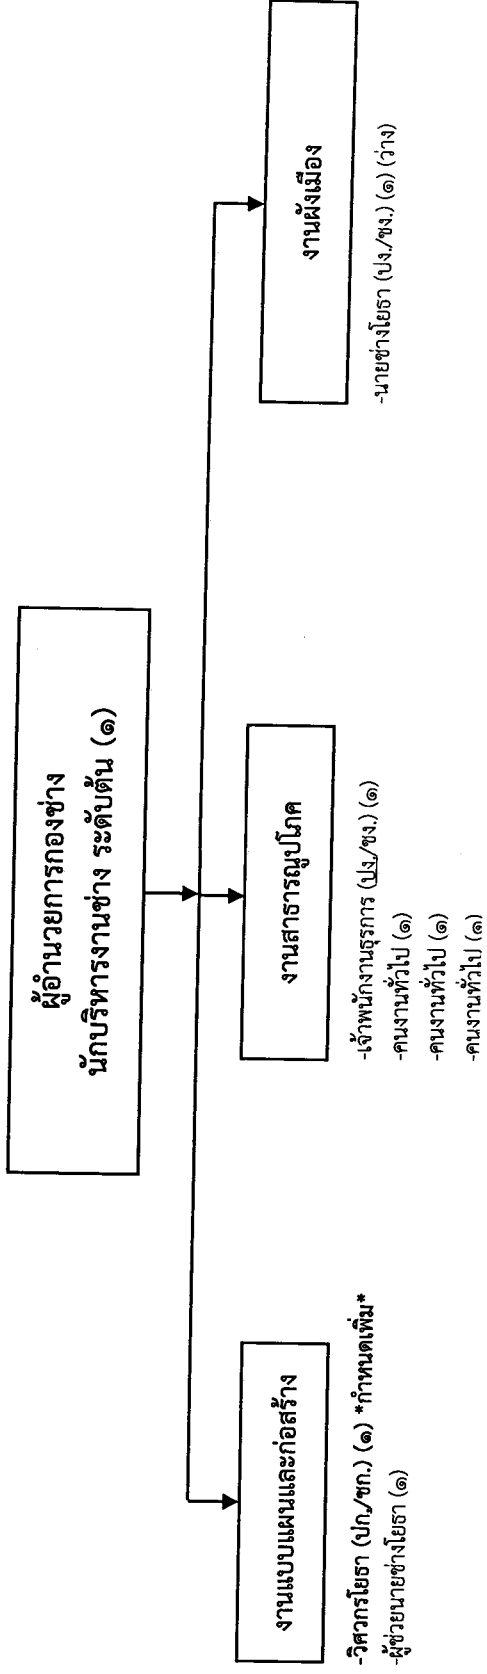 ผู้อำนวยการกองช่าง
นักบริหารงานช่าง ระดับต้น (๑)
งานแบบแผนและก่อสร้าง
-วิศวกรโยธา (ปก./ชก.) (๑) *กำหนดเพิ่ม*
-ผู้ช่วยนายช่างโยธา (๑)
งานสาธารณูปโภค
-เจ้าพนักงานธุรการ (ปง./ชง.) (๑)
-คนงานทั่วไป (๑)
-คนงานทั่วไป (๑)
-คนงานทั่วไป (๑)
งานผังเมือง
-นายช่างโยธา (ปง./ชง.) (๑) (ว่าง)